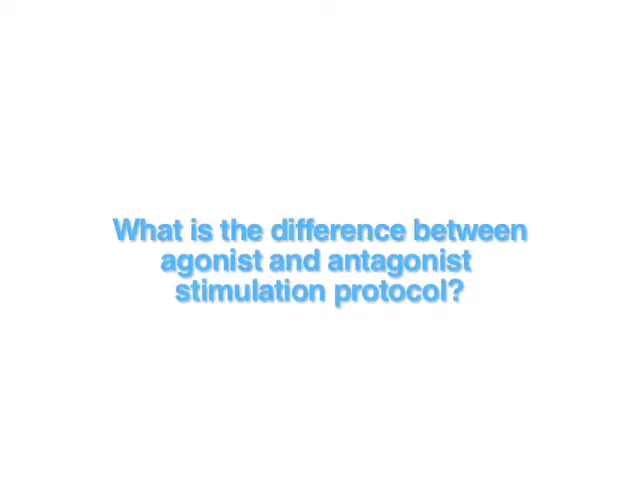 What is the difference between
agonist and antagonist
stimulation protocol?